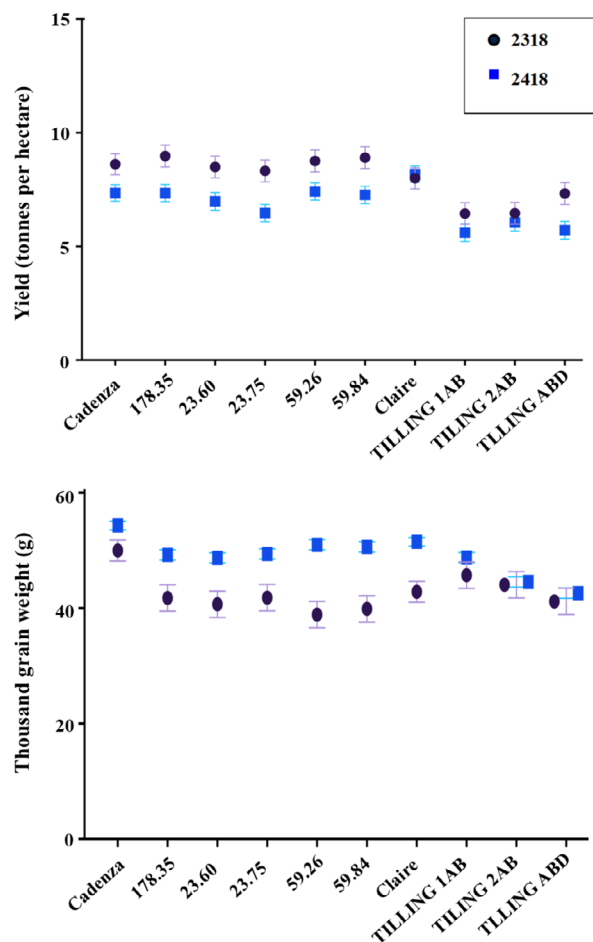 15
10
5
0
Yield (tonnes per hectare)
2318
2418
Cadenza
178.35
23.60
23.75
59.26
59.84
Claire
TILLING 1AB
TILING 2AB
TLLING ABD
60
40
20
0
Thousand grain weight (g)
Cadenza
178.35
23.60
23.75
59.26
59.84
Claire
TILLING 1AB
TILING 2AB
TLLING ABD